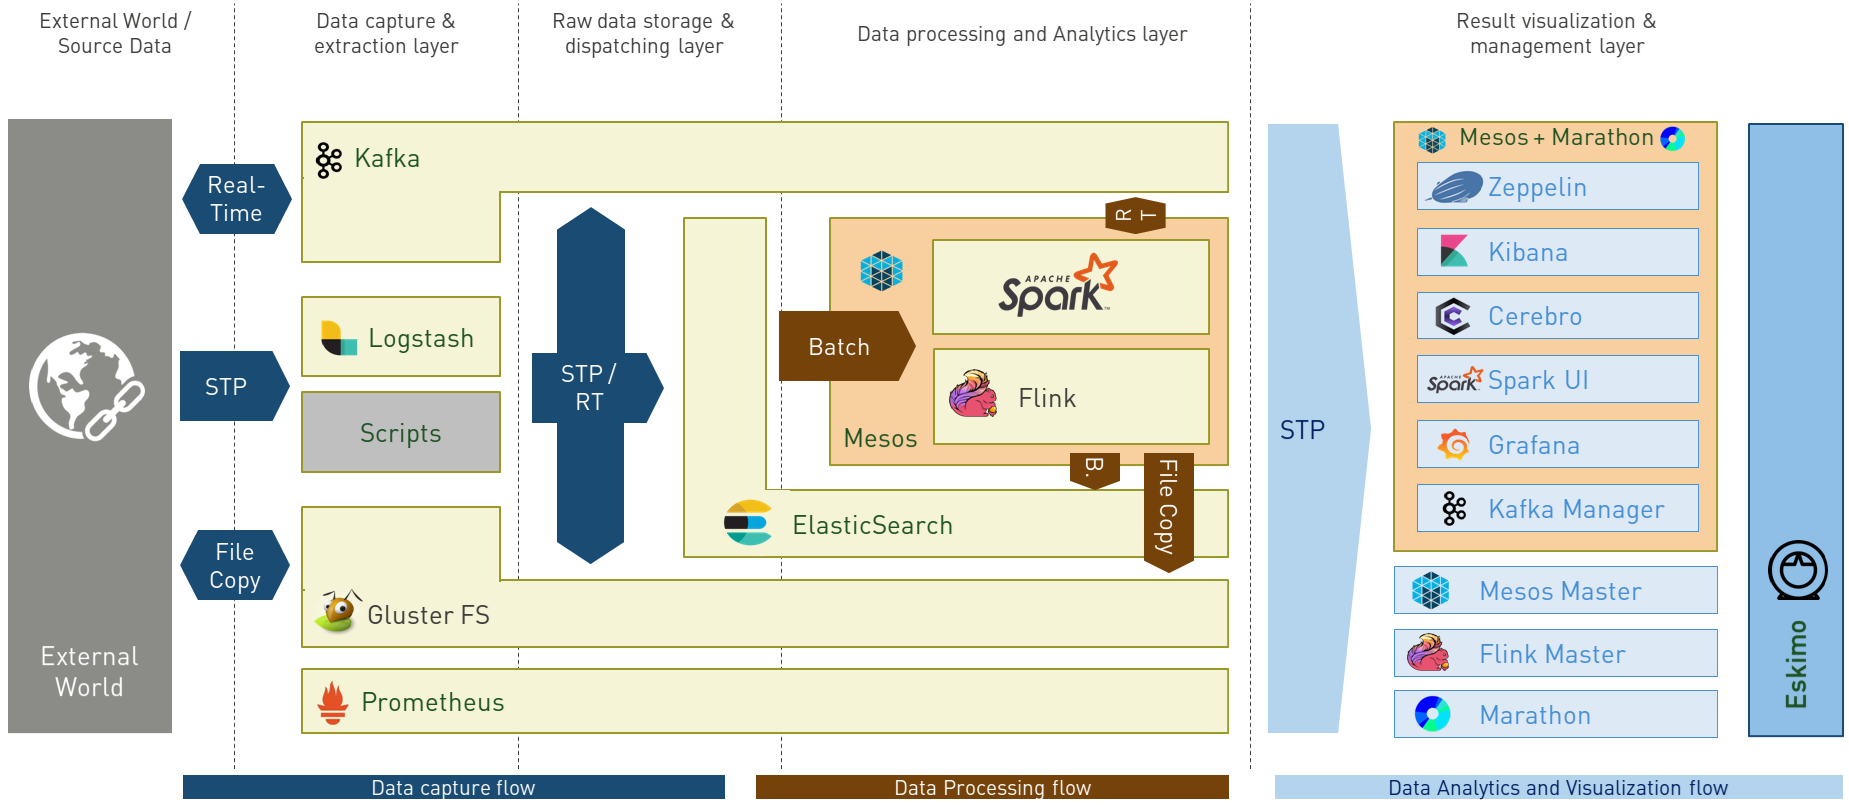 External World /
Source Data
Data capture &
extraction layer
Raw data storage &
dispatching layer
Data processing and Analytics layer
Result visualization &
management layer
External
World
Real-
Time
STP
File
Copy
Kafka
Logstash
Scripts
Gluster FS
Prometheus
STP /
RT
ElasticSearch
Batch
Mesos
R
T
APACHE
Spark
Flink
B.
File Copy
STP
Mesos + Marathon
Zeppelin
Kibana
Cerebro
APACHE
Spark
Spark UI
Grafana
Kafka Manager
Mesos Master
Flink Master
Marathon
Eskimo
Data capture flow
Data Processing flow
Data Analytics and Visualization flow